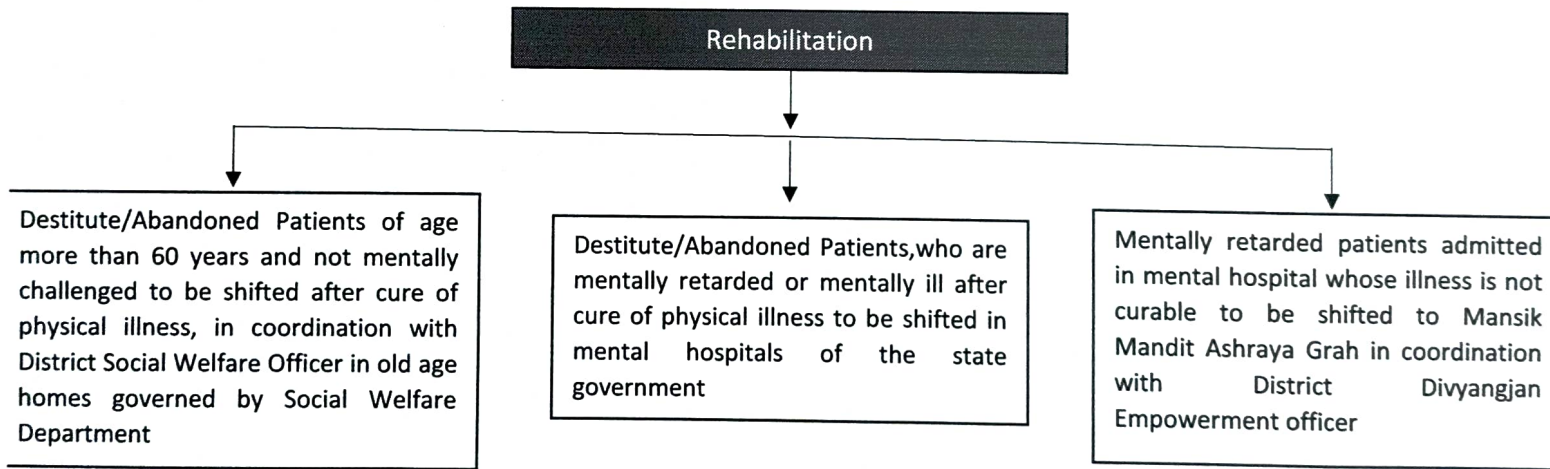 Rehabilitation
Destitute/Abandoned Patients of age
more than 60 years and not mentally
challenged to be shifted after cure of
physical illness, in coordination with
District Social Welfare Officer in old age
homes governed by Social Welfare
Department
Destitute/Abandoned Patients,who are
mentally retarded or mentally ill after
cure of physical illness to be shifted in
mental hospitals of the state
government
Mentally retarded patients admitted
in mental hospital whose illness is not
curable to be shifted to Mansik
Mandit Ashraya Grah in coordination
with District Divyangjan
Empowerment officer